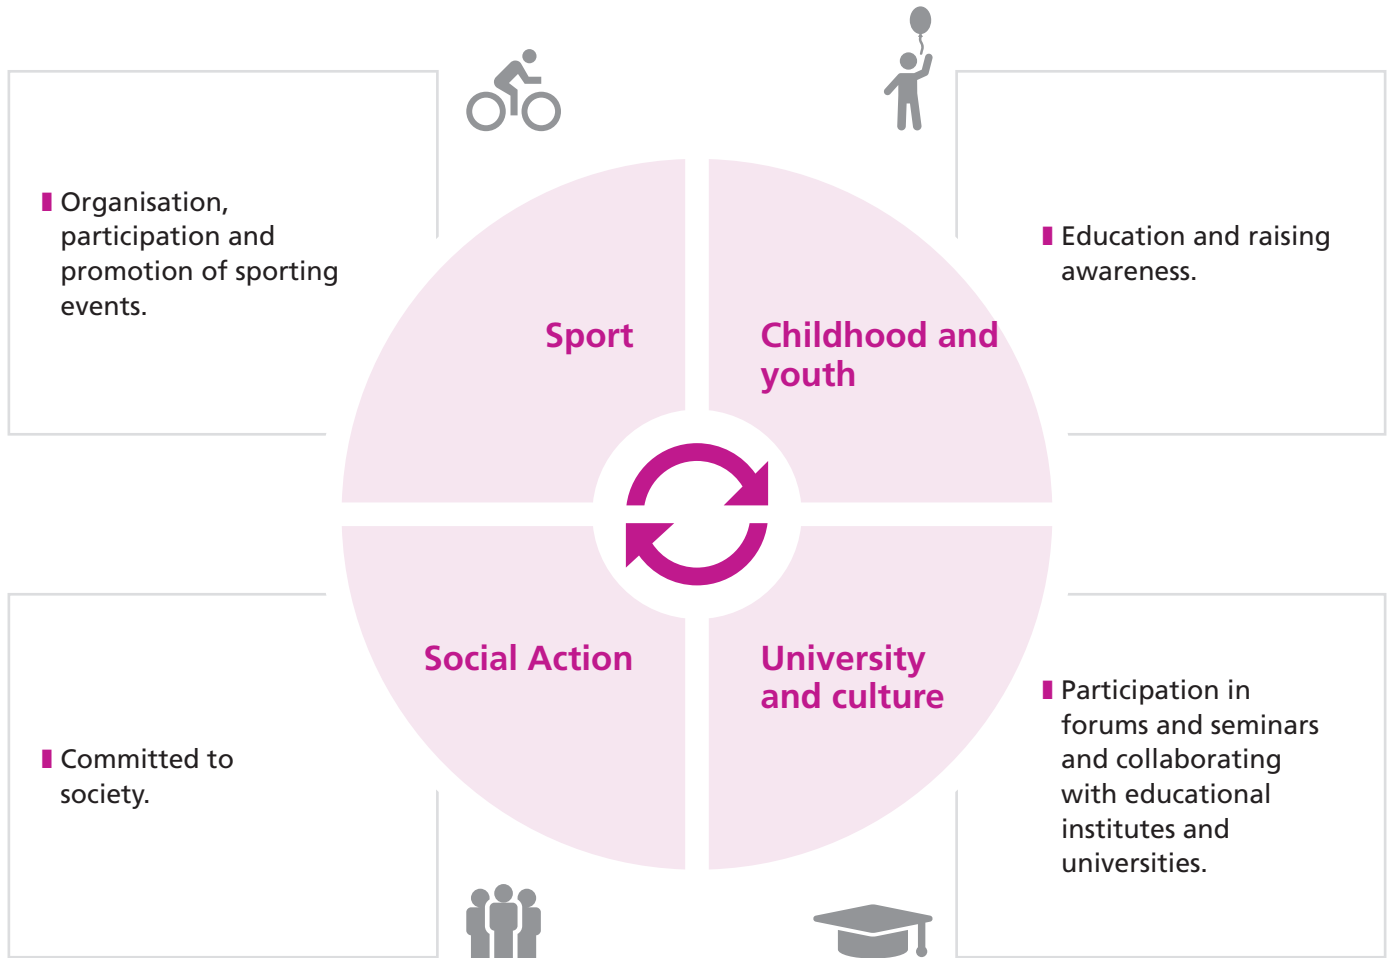 Organisation,
participation and
promotion of sporting
events.
Sport
Childhood and
youth
Education and raising
awareness.
Committed to
society.
Social Action
University
and culture
Participation in
forums and seminars
and collaborating
with educational
institutes and
universities.